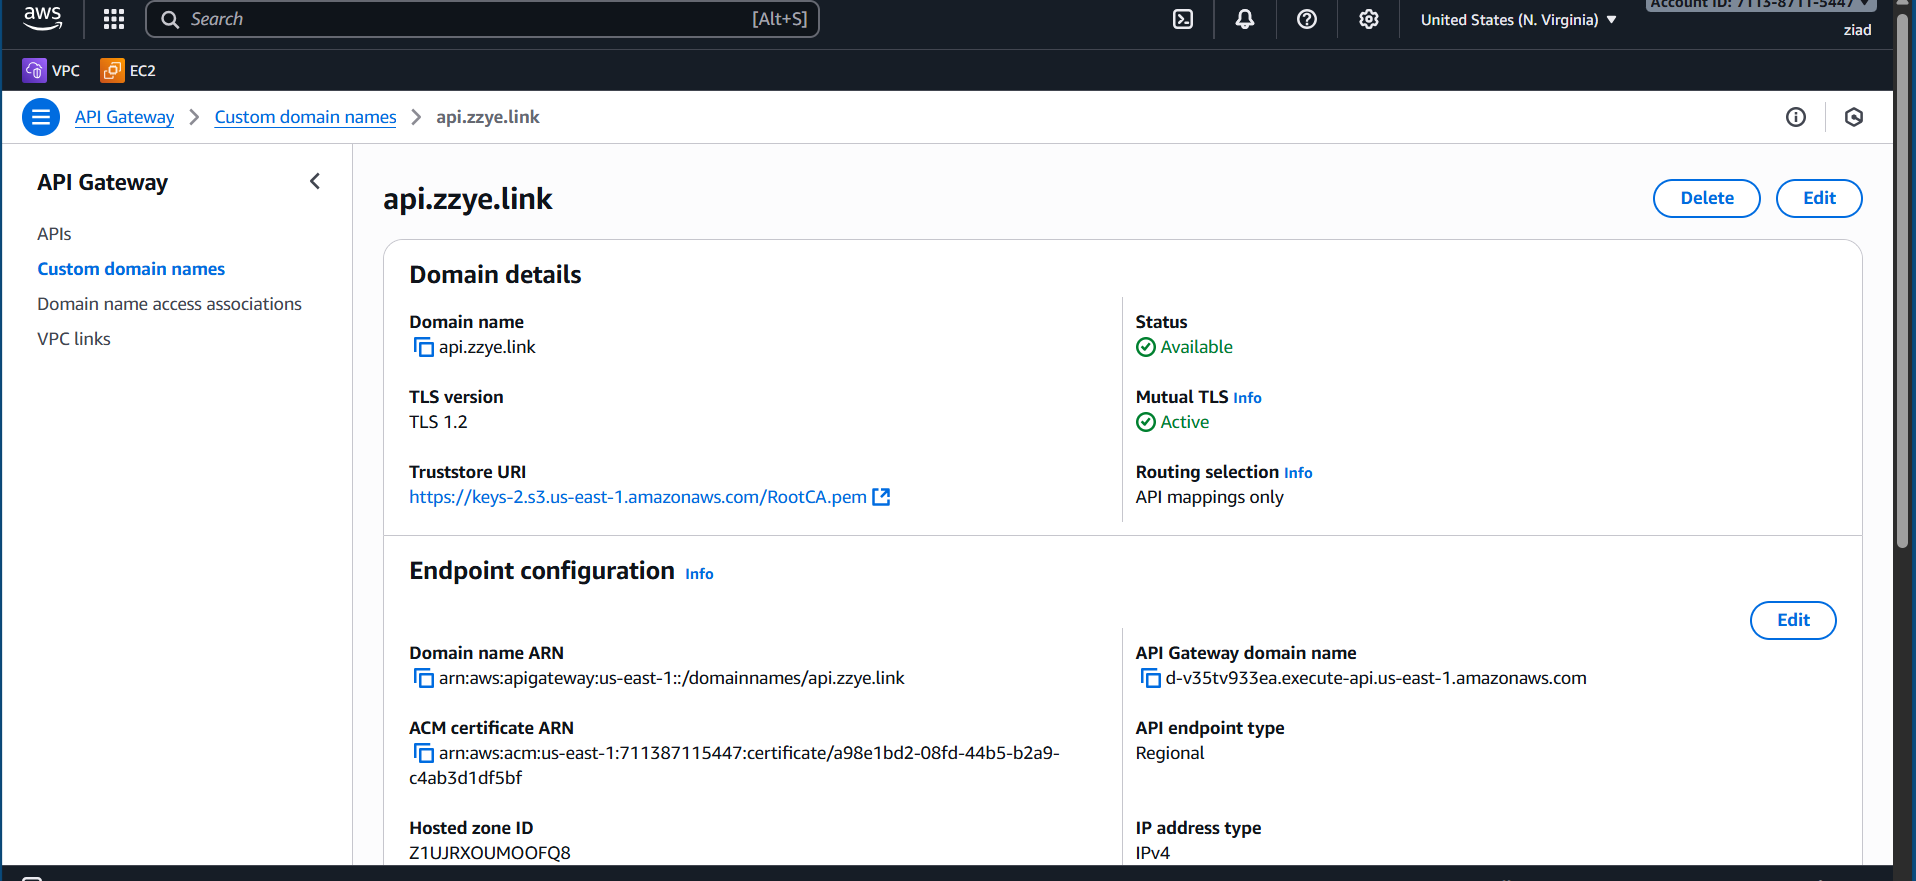 aws
Search
[Alt+S]
United States (N. Virginia)
Account ID: 7113-8711-5447
ziad
VPC
EC2
API Gateway
Custom domain names
api.zzye.link
API Gateway
APIs
Custom domain names
Domain name access associations
VPC links
api.zzye.link
Delete
Edit
Domain details
Domain name
api.zzye.link
Status
Available
TLS version
TLS 1.2
Mutual TLS Info
Active
Truststore URI
https://keys-2.s3.us-east-1.amazonaws.com/RootCA.pem
Routing selection Info
API mappings only
Endpoint configuration Info
Edit
Domain name ARN
arn:aws:apigateway:us-east-1::/domainnames/api.zzye.link
API Gateway domain name
d-v35tv933ea.execute-api.us-east-1.amazonaws.com
ACM certificate ARN
arn:aws:acm:us-east-1:711387115447:certificate/a98e1bd2-08fd-44b5-b2a9-
c4ab3d1df5bf
API endpoint type
Regional
Hosted zone ID
Z1UJRXOUMOOFQ8
IP address type
IPv4